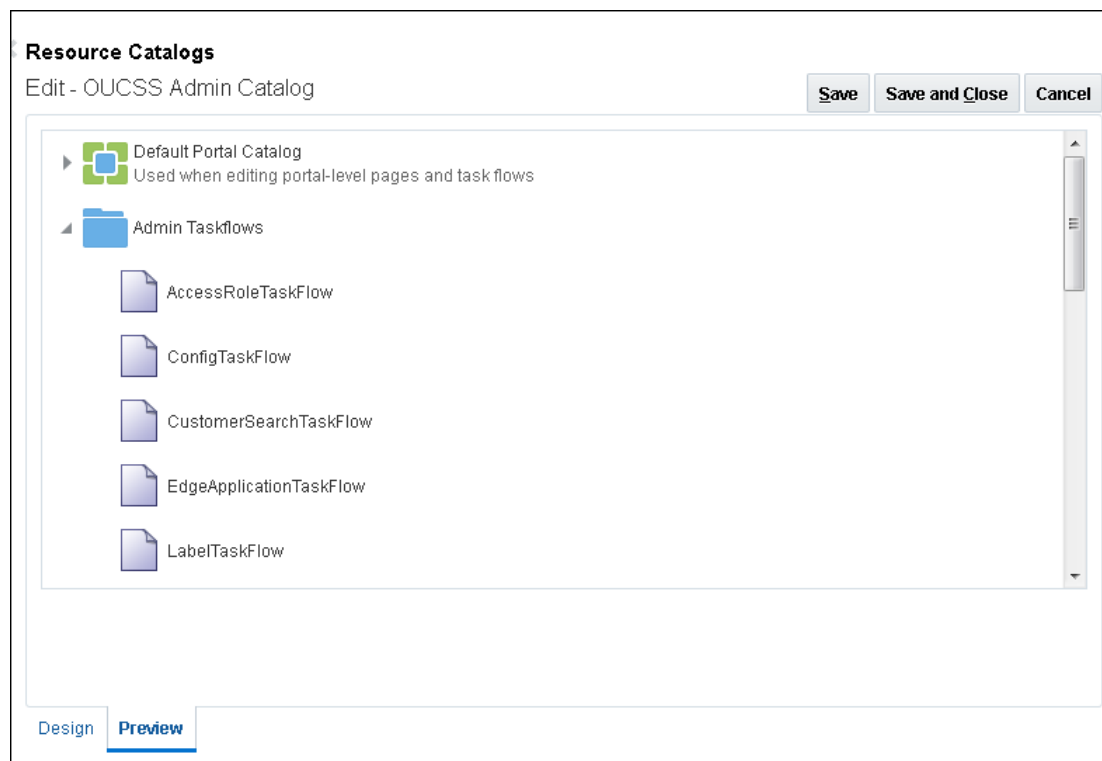 Resource Catalogs
Edit - OUCSS Admin Catalog
Save
Save and Close
Cancel
Default Portal Catalog
Used when editing portal-level pages and task flows
Admin Taskflows
AccessRoleTaskFlow
ConfigTaskFlow
CustomerSearchTaskFlow
EdgeApplicationTaskFlow
LabelTaskFlow
Design
Preview